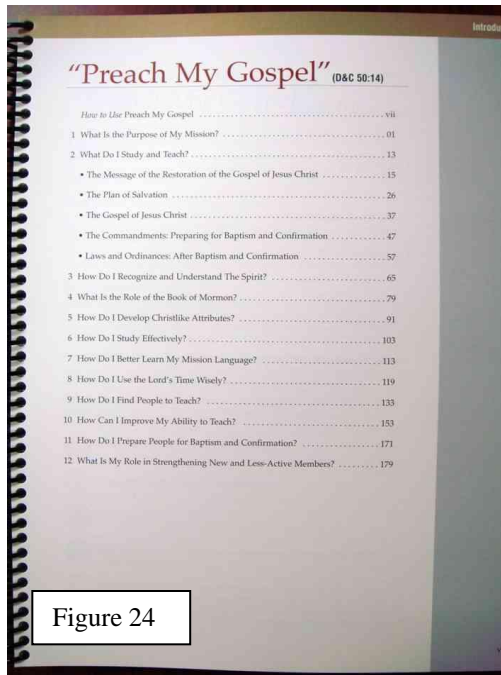 Introdu
“Preach My Gospel” (D&C 50:14)
How to Use Preach My Gospel ........ vii
1 What Is the Purpose of My Mission? ........ 01
2 What Do I Study and Teach? ........ 13
• The Message of the Restoration of the Gospel of Jesus Christ ........ 15
• The Plan of Salvation ........ 26
• The Gospel of Jesus Christ ........ 37
• The Commandments: Preparing for Baptism and Confirmation ........ 47
• Laws and Ordinances: After Baptism and Confirmation ........ 57
3 How Do I Recognize and Understand The Spirit? ........ 65
4 What Is the Role of the Book of Mormon? ........ 79
5 How Do I Develop Christlike Attributes? ........ 91
6 How Do I Study Effectively? ........ 103
7 How Do I Better Learn My Mission Language? ........ 113
8 How Do I Use the Lord's Time Wisely? ........ 119
9 How Do I Find People to Teach? ........ 133
10 How Can I Improve My Ability to Teach? ........ 153
11 How Do I Prepare People for Baptism and Confirmation? ........ 171
12 What Is My Role in Strengthening New and Less-Active Members? ........ 179
Figure 24